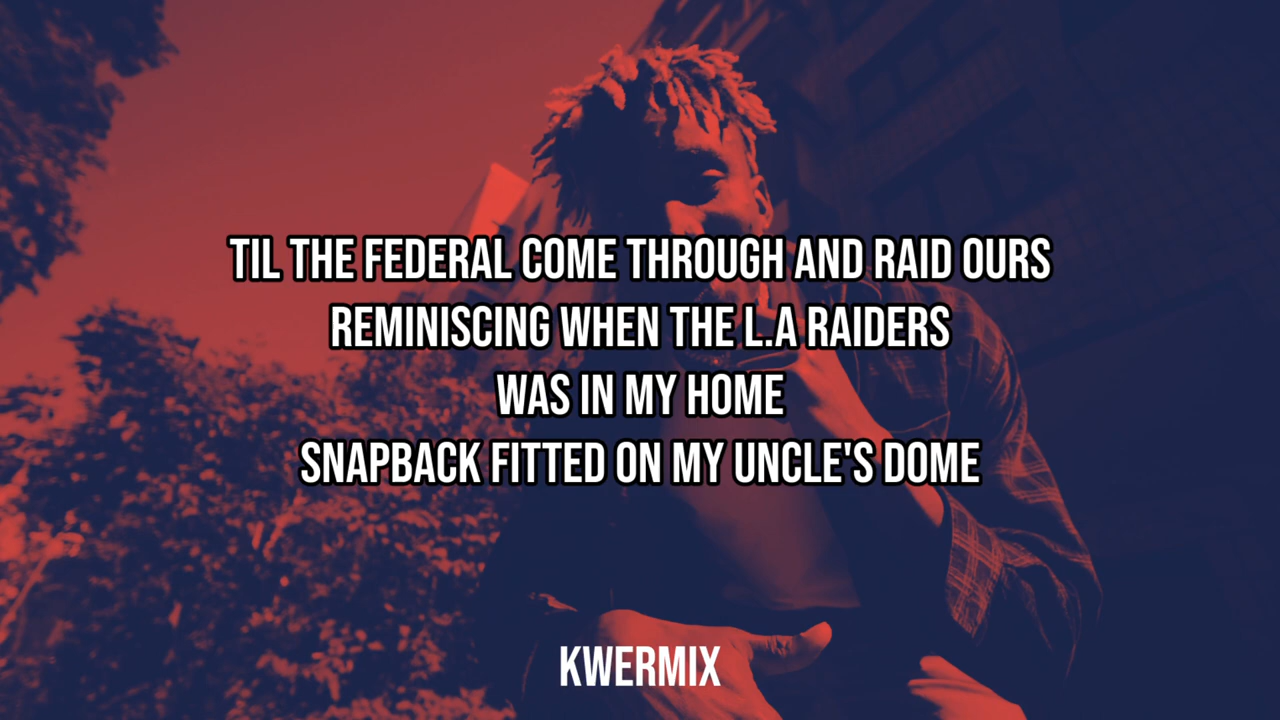 TIL THE FEDERAL COME THROUGH AND RAID OURS
REMINISCING WHEN THE L.A RAIDERS
WAS IN MY HOME
SNAPBACK FITTED ON MY UNCLE'S DOME
KWERMIX